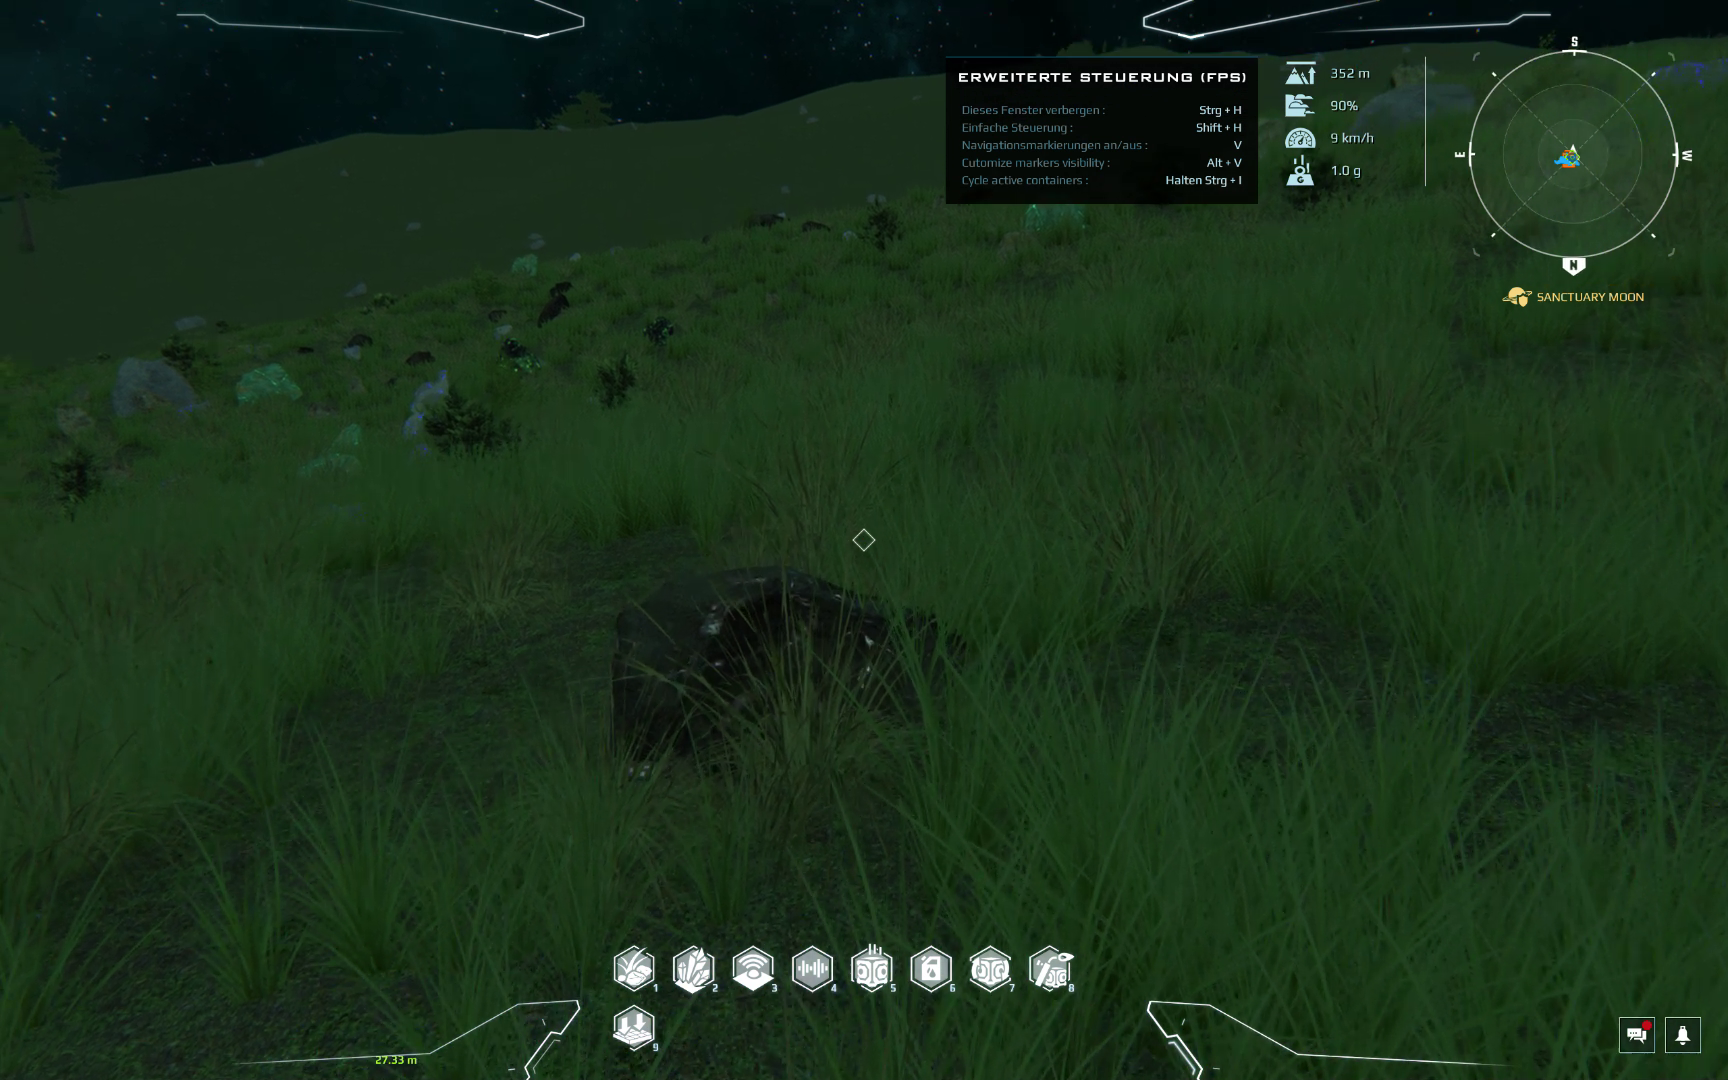 ERWEITERTE STEUERUNG (FPS)
Dieses Fenster verbergen : Strg + H
Einfache Steuerung : Shift + H
Navigationsmarkierungen an/aus : V
Cutomize markers visibility : Alt + V
Cycle active containers : Halten Strg + I
352 m
90%
9 km/h
G 1.0 g
S
E
W
N
SANCTUARY MOON
1 2 3 4 5 6 7 8
9
27.33 m